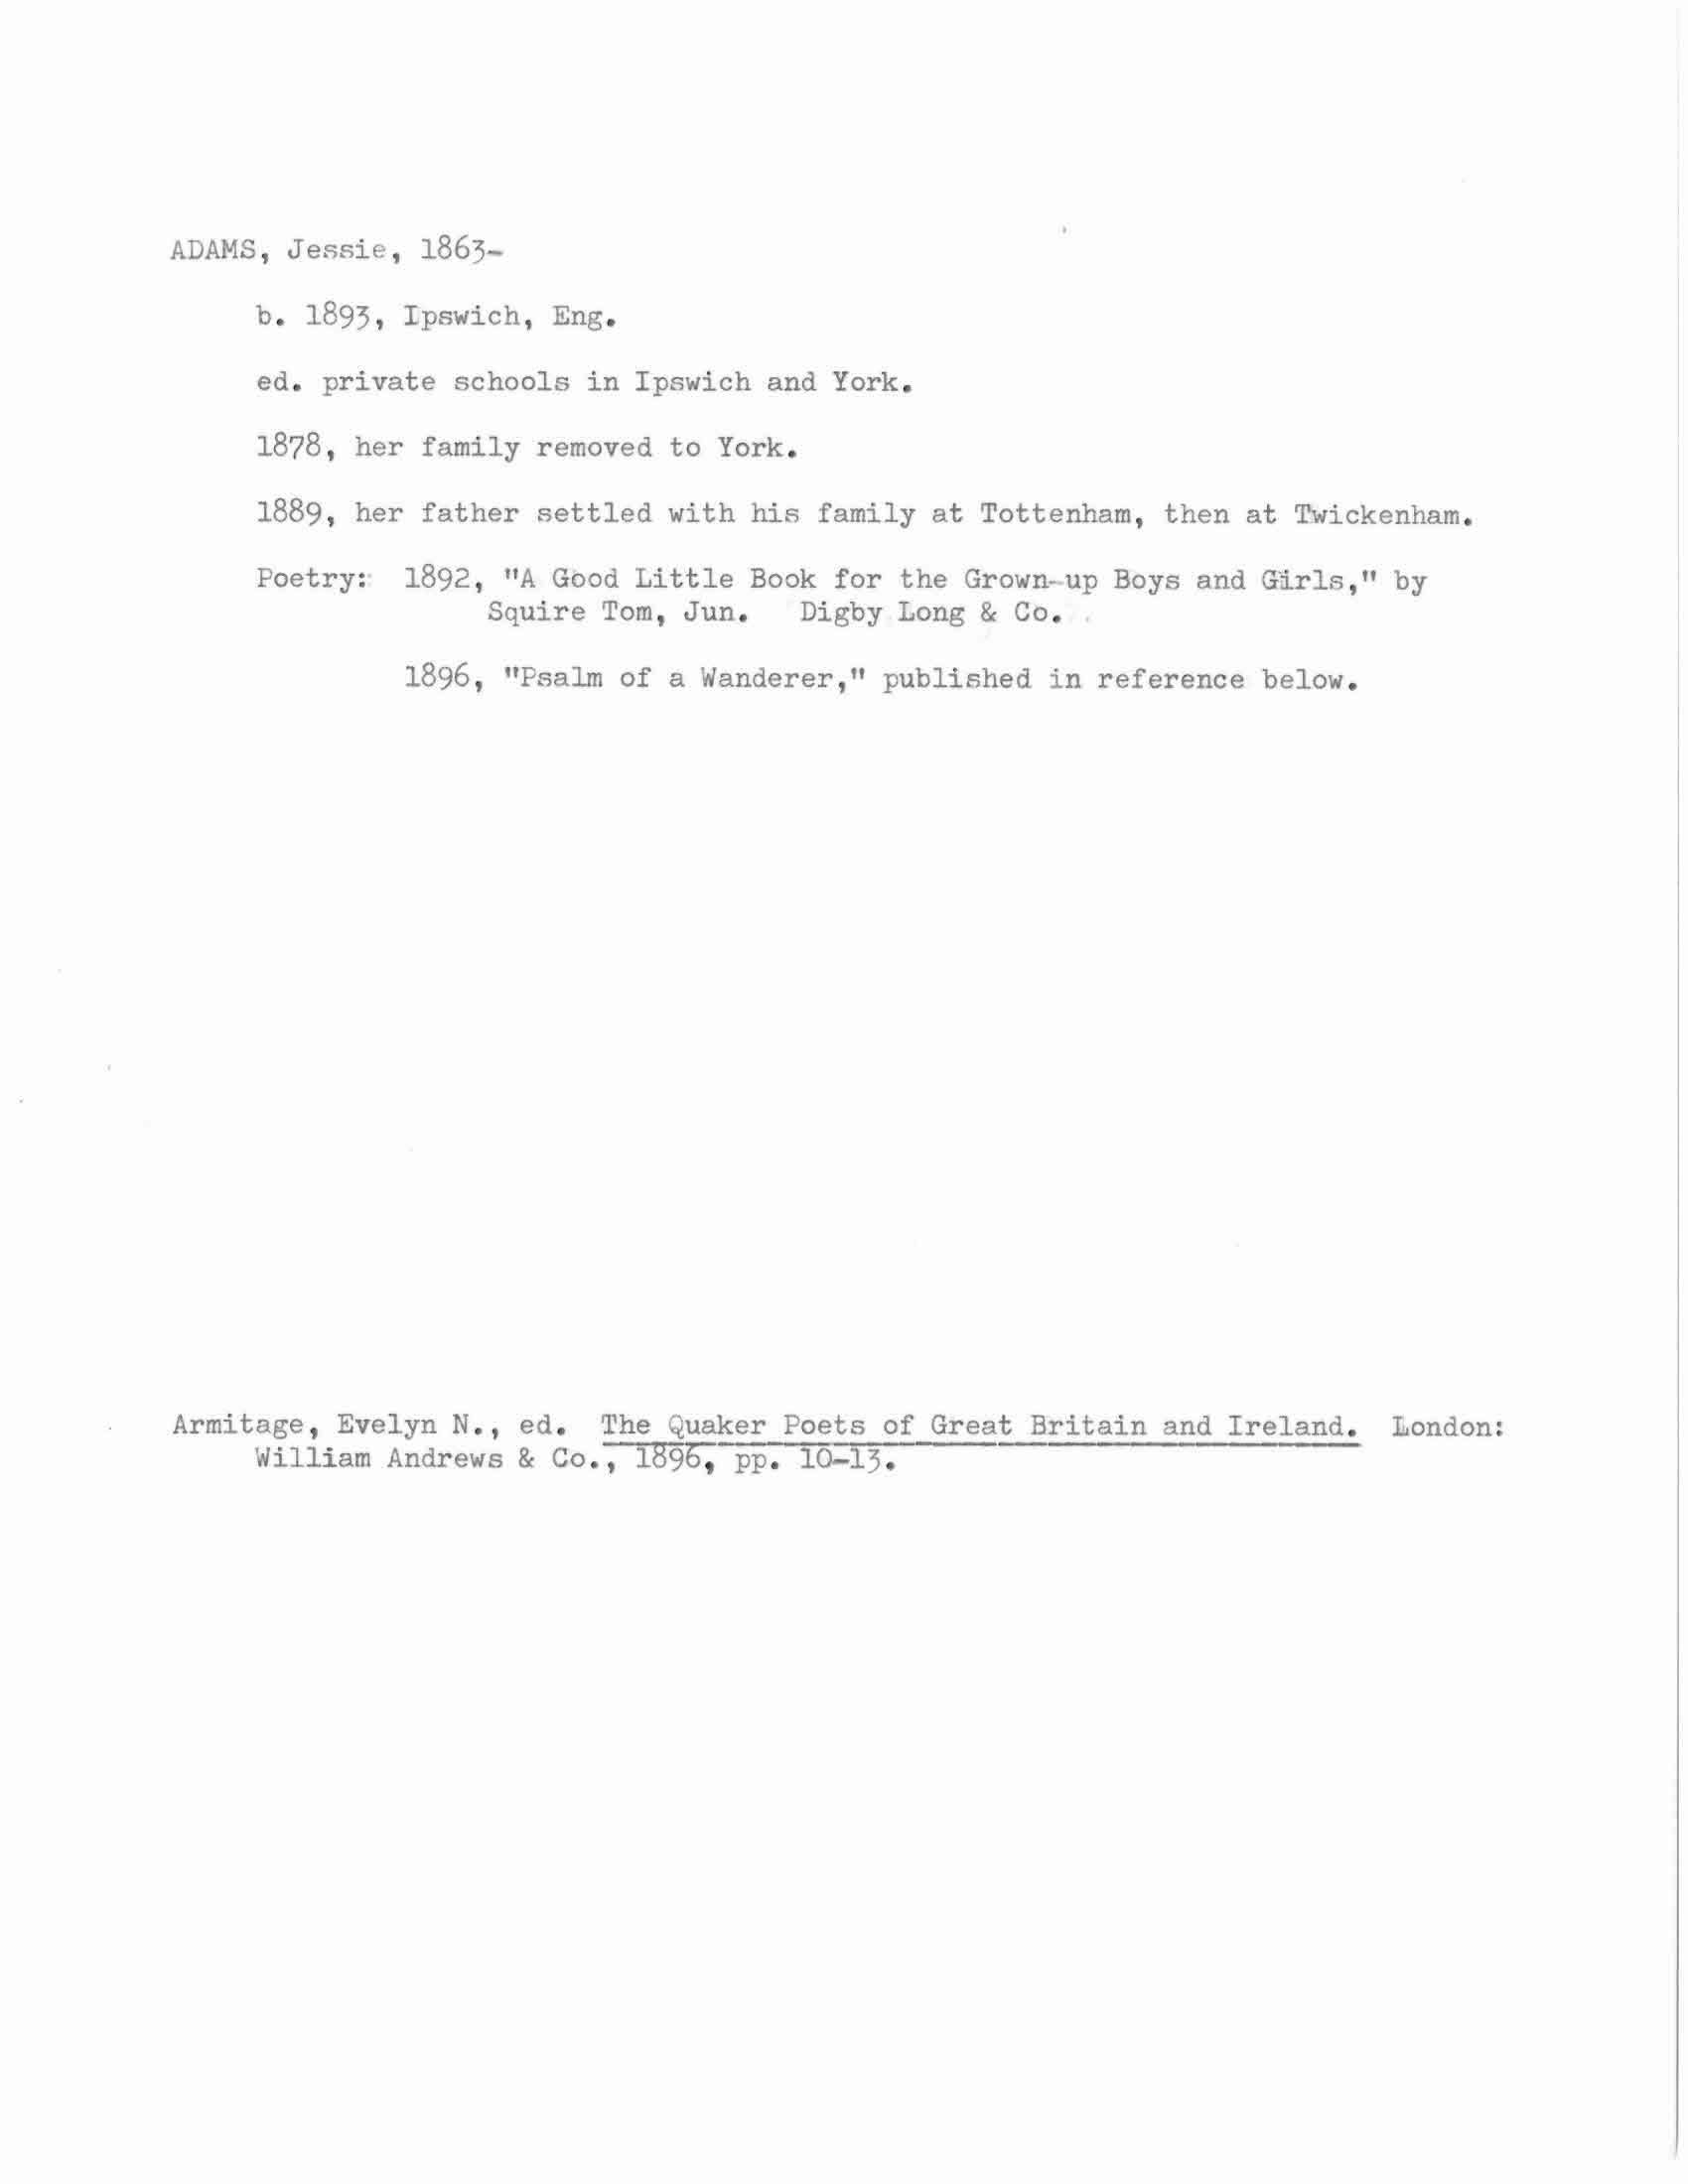 ADAMS, Jessie, 1863-
b. 1893, Ipswich, Eng.
ed. private schools in Ipswich and York.
1878, her family removed to York.
1889, her father settled with his family at Tottenham, then at Twickenham.
Poetry: 1892, "A Good Little Book for the Grown-up Boys and Girls," by
Squire Tom, Jun. Digby Long & Co.
1896, "Psalm of a Wanderer," published in reference below.
Armitage, Evelyn N., ed. The Quaker Poets of Great Britain and Ireland. London:
William Andrews & Co., 1896, pp. 10-13.